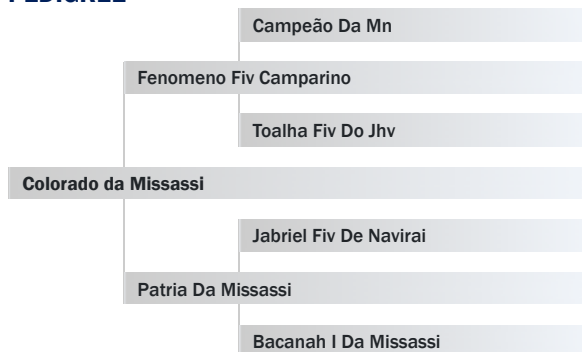 Campeão Da Mn
Fenomeno Fiv Camparino
Toalha Fiv Do Jhv
Colorado da Missassi
Jabriel Fiv De Navirai
Patria Da Missassi
Bacanah I Da Missassi